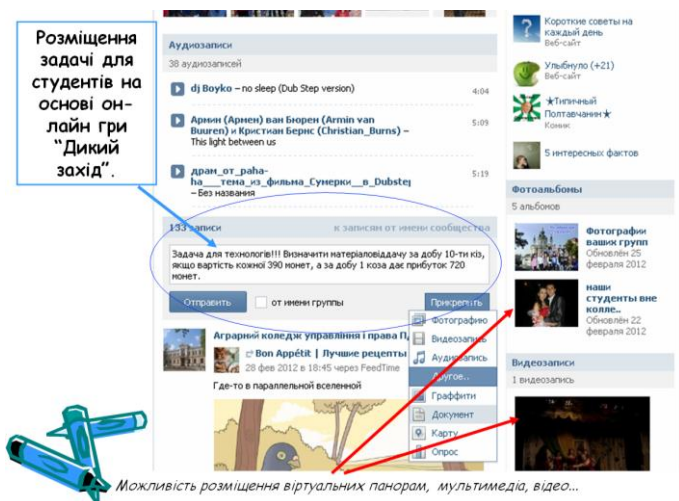 Розміщення
задачі для
студентів на
основі он-
лайн гри
"Дикий
захід".
Аудиозаписи
38 аудиозаписей
dj Boyko – no sleep (Dub Step version)
4:04
Армин (Армен) ван Бюрен (Armin van
Buuren) и Кристиан Бернс (Christian_Burns) –
This light between us
5:09
драм_от_раha-
ha___тема_из_фильма_Сумерки__в_Dubstep
– Без названия
5:19
133 записи
к записям от имени сообщества
Задача для технологів!!! Визначити матеріаловіддачу за добу 10-ти кіз,
якщо вартість кожної 390 монет, а за добу 1 коза дає прибуток 720
монет.
Отправить
от имени группы
Прикрепить
Фотографию
Видеозапись
Аудиозапись
Другое..
Граффити
Документ
Карту
Опрос
Аграрний коледж управління і права П
Bon Appétit | Лучшие рецепты
28 фев 2012 в 18:45 через FeedTime
Где-то в параллельной вселенной
Короткие советы на
каждый день
Веб-сайт
Улыбнуло (+21)
Веб-сайт
★Типичный
Полтавчанин★
Комик
5 интересных фактов
Фотоальбомы
5 альбомов
Фотографии
ваших групп
Обновлён 25
февраля 2012
наши
студенты вне
колле..
Обновлён 22
февраля 2012
Видеозаписи
1 видеозапись
Можливість розміщення віртуальних панорам, мультимедіа, відео...